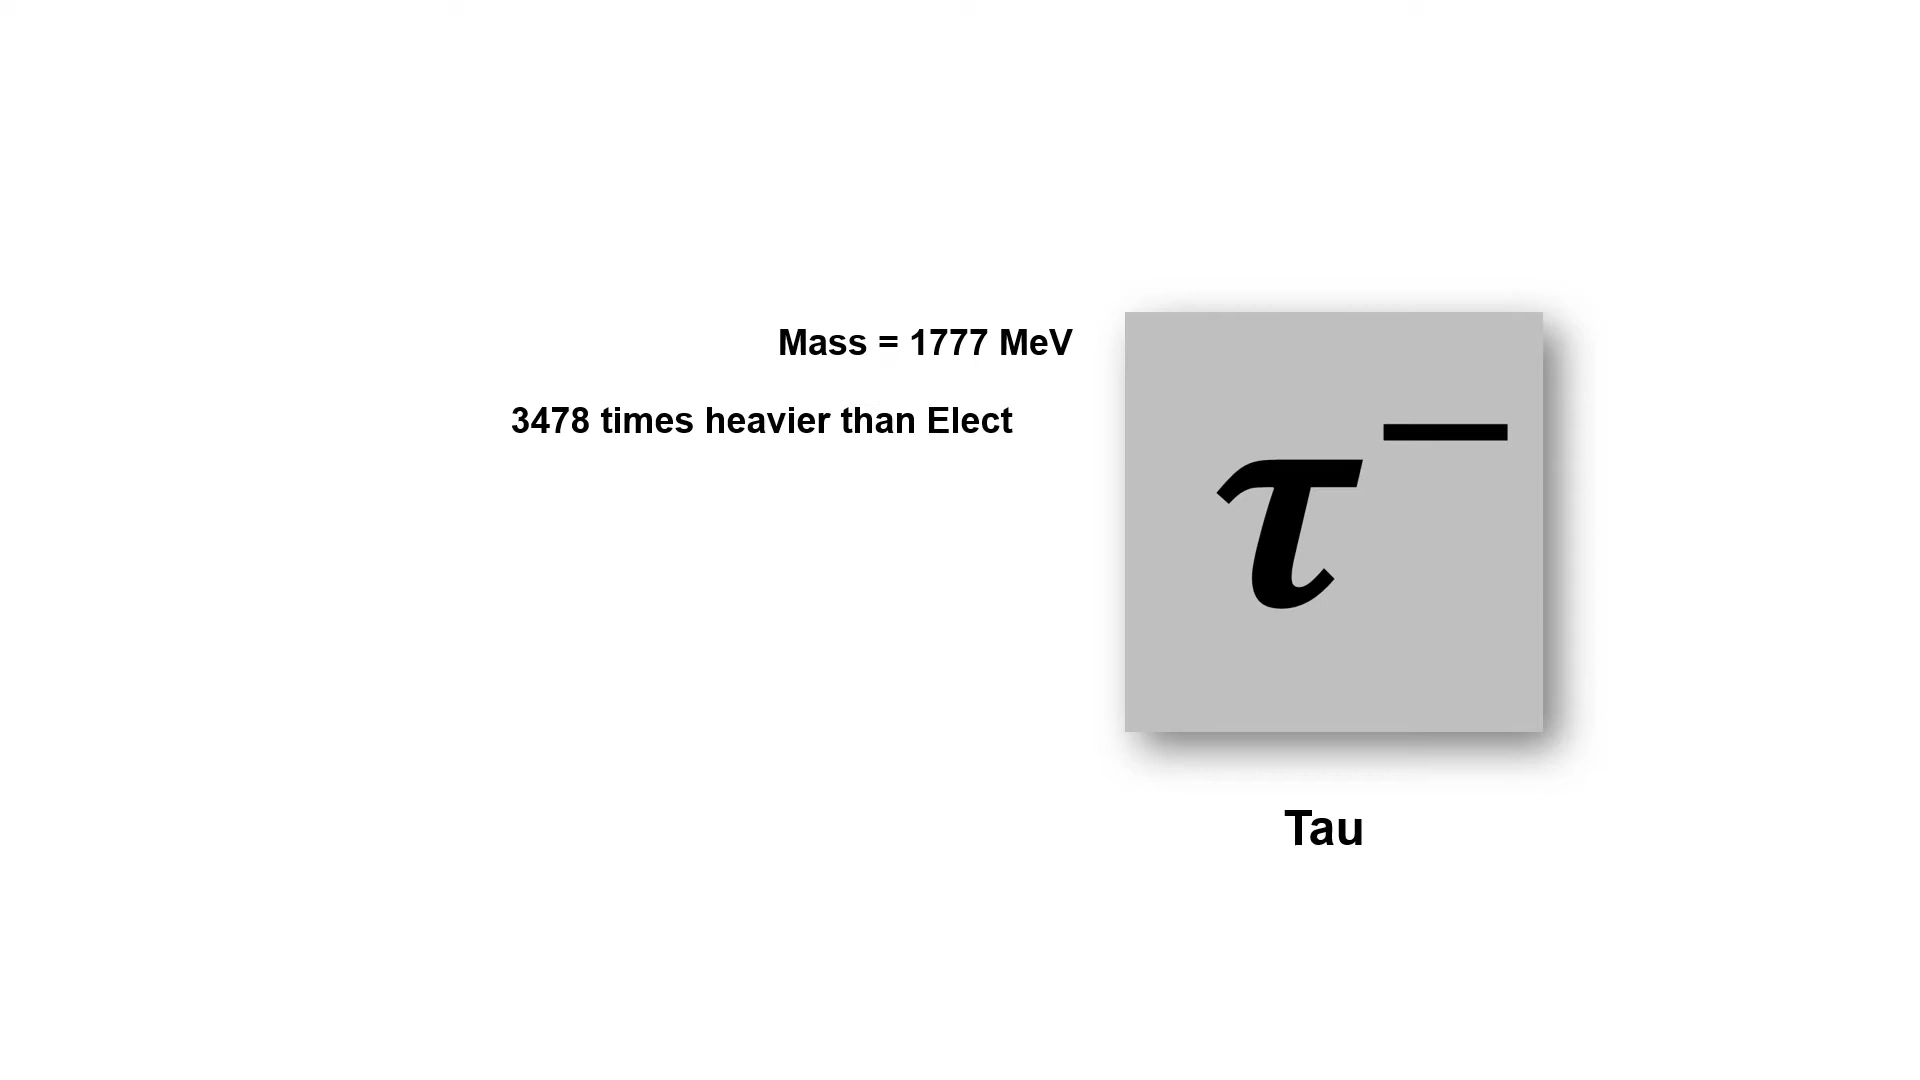 Mass = 1777 MeV
3478 times heavier than Elect
τ⁻
Tau